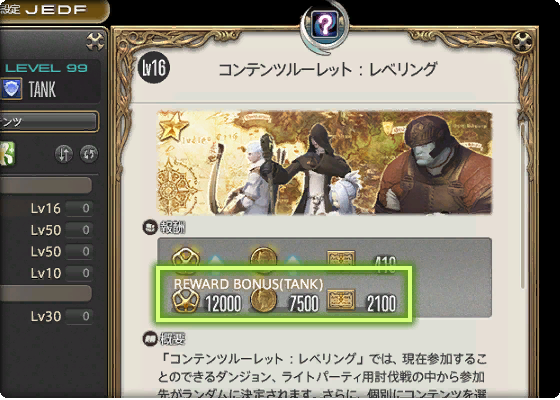 設定 JEDF
LEVEL 99
TANK
ンツ
Lv16 0
Lv50 0
Lv50 0
Lv10 0
Lv30 0
Lv16 コンテンツルーレット:レベリング
報酬
410
REWARD BONUS(TANK)
12000 7500 2100
概要
「コンテンツルーレット:レベリング」では、現在参加するこ
とのできるダンジョン、ライトパーティ用討伐戦の中から参加
先がランダムに決定されます。さらに、個別にコンテンツを選